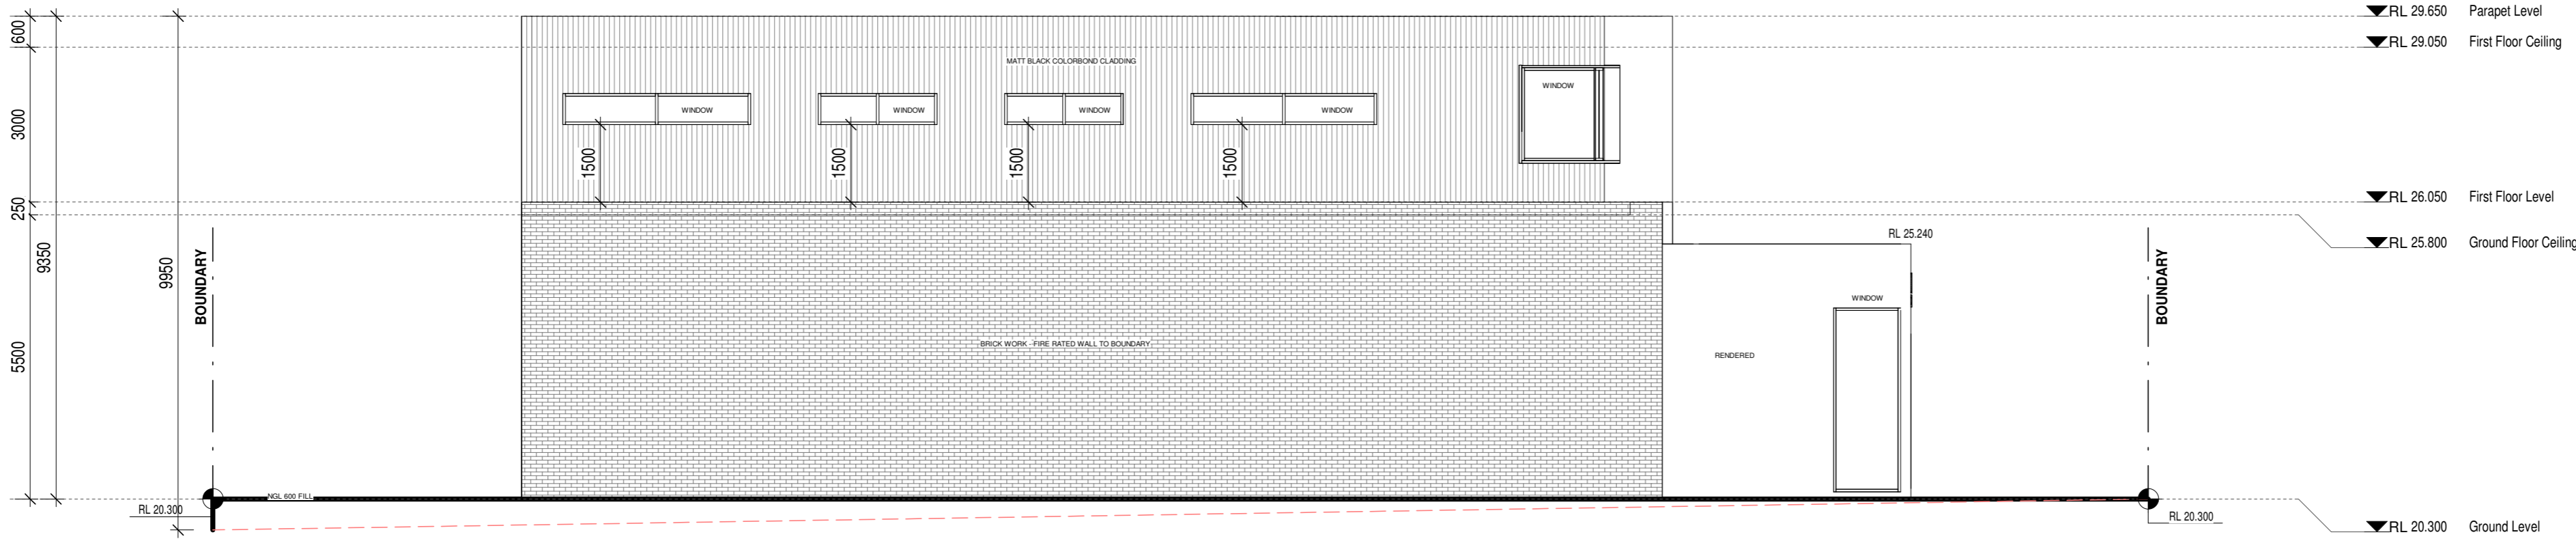 RL 29.650 Parapet Level
600
RL 29.050 First Floor Ceiling
MATT BLACK COLORBOND CLADDING
WINDOW
WINDOW
WINDOW
WINDOW
WINDOW
3000
1500
1500
1500
1500
RL 26.050 First Floor Level
250
RL 25.240
RL 25.800 Ground Floor Ceiling
9350
9950
BOUNDARY
BOUNDARY
WINDOW
5500
BRICK WORK - FIRE RATED WALL TO BOUNDARY
RENDERED
NGL 600 FILL
RL 20.300
RL 20.300
RL 20.300 Ground Level